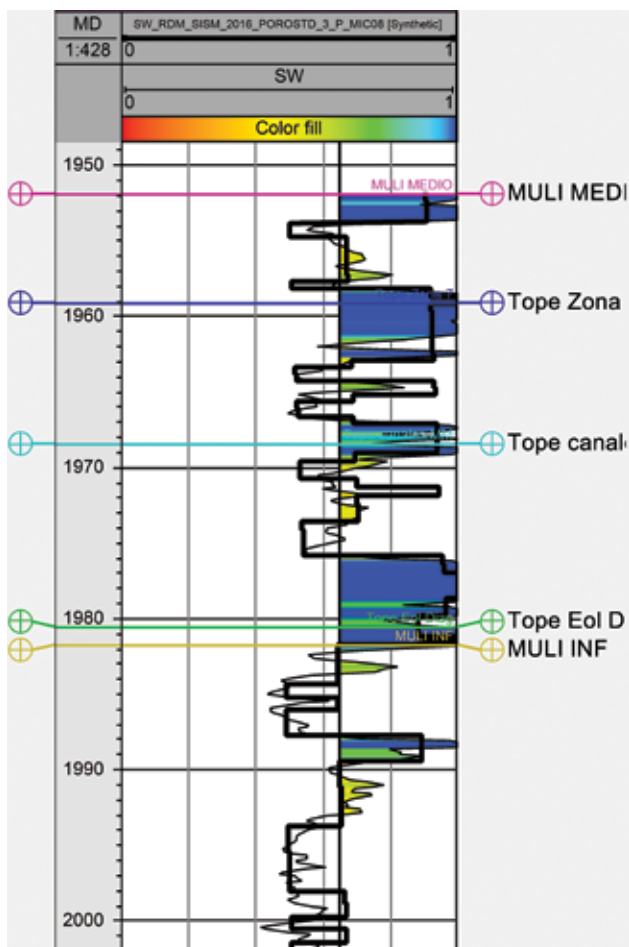 MD
SW_RDM_SISM_2016_POROSTD_3_P_MIC08 [Synthetic]
1:428
0 1
SW
0 1
Color fill
1950
MULI MEDIO
MULI MEDI
Tope Zona
1960
Tope canal
1970
1980
Tope Eol D
MULI INF
MULI INF
1990
2000